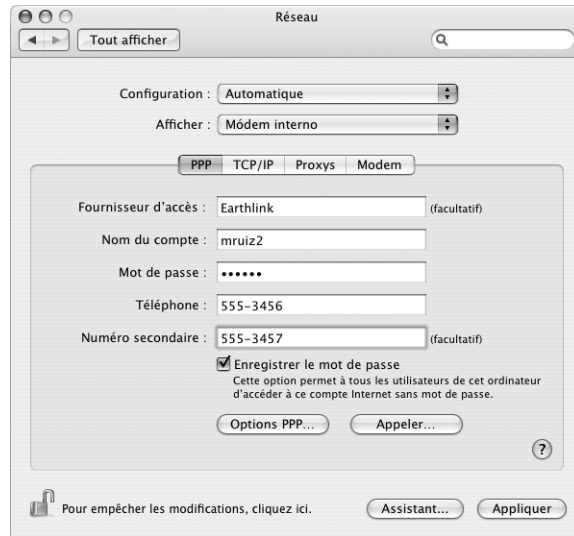 Réseau
Tout afficher
Configuration : Automatique
Afficher : Módem interno
PPP TCP/IP Proxys Modem
Fournisseur d'accès : Earthlink (facultatif)
Nom du compte : mruiz2
Mot de passe : ••••••
Téléphone : 555-3456
Numéro secondaire : 555-3457 (facultatif)
Enregistrer le mot de passe
Cette option permet à tous les utilisateurs de cet ordinateur
d'accéder à ce compte Internet sans mot de passe.
Options PPP... Appeler...
?
Pour empêcher les modifications, cliquez ici. Assistant... Appliquer